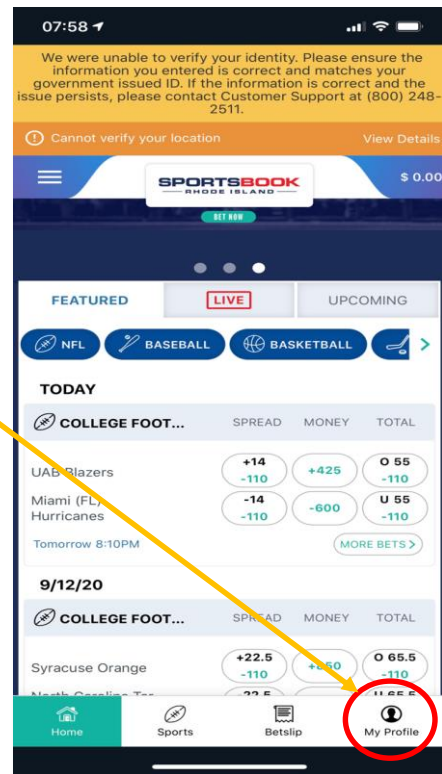 07:58
We were unable to verify your identity. Please ensure the
information you entered is correct and matches your
government issued ID. If the information is correct and the
issue persists, please contact Customer Support at (800) 248-
2511.
Cannot verify your location View Details
SPORTSBOOK $ 0.00
RHODE ISLAND
BET NOW
FEATURED LIVE UPCOMING
NFL BASEBALL BASKETBALL
TODAY
COLLEGE FOOT... SPREAD MONEY TOTAL
UAB Blazers +14 -110 +425 O 55 -110
Miami (FL) Hurricanes -14 -110 -600 U 55 -110
Tomorrow 8:10PM MORE BETS >
9/12/20
COLLEGE FOOT... SPREAD MONEY TOTAL
Syracuse Orange +22.5 -110 O 65.5 -110
Home Sports Betslip My Profile